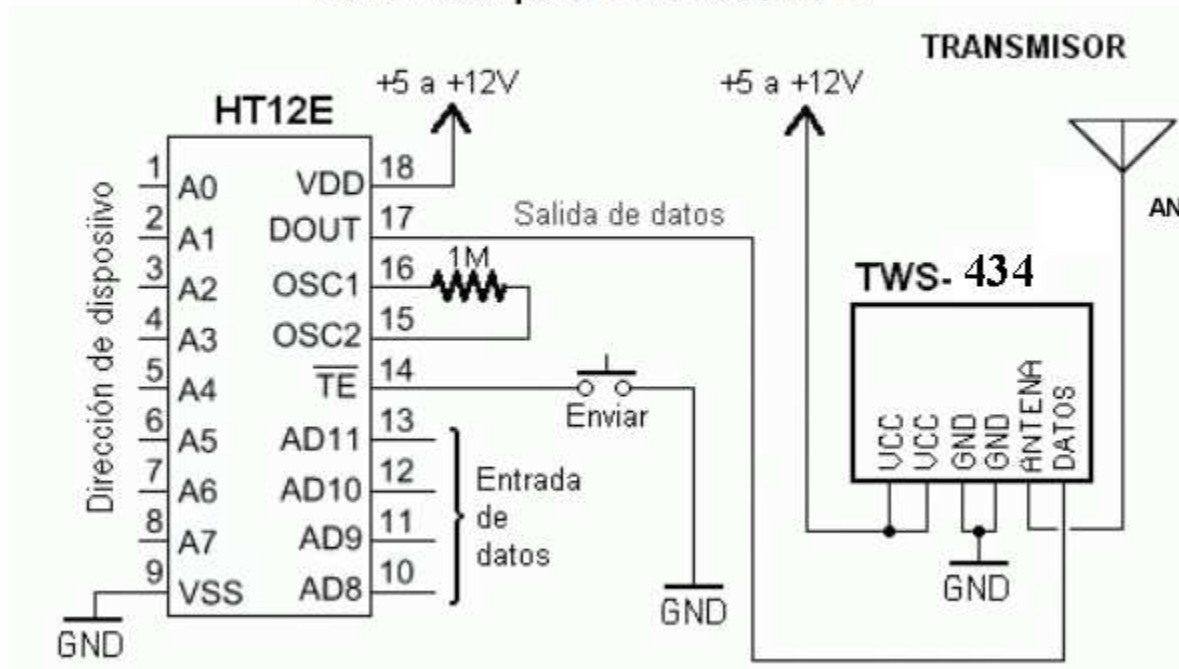 TRANSMISOR
+5 a +12V
+5 a +12V
HT12E
Dirección de disposiivo
1 A0 VDD 18
2 A1 DOUT 17
Salida de datos
3 A2 OSC1 16
1M
4 A3 OSC2 15
5 A4 TE 14
Enviar
6 A5 AD11 13
7 A6 AD10 12
8 A7 AD9 11
9 VSS AD8 10
Entrada
de
datos
GND
GND
AN
TWS- 434
VCC
VCC
GND
GND
ANTENA
DATOS
GND